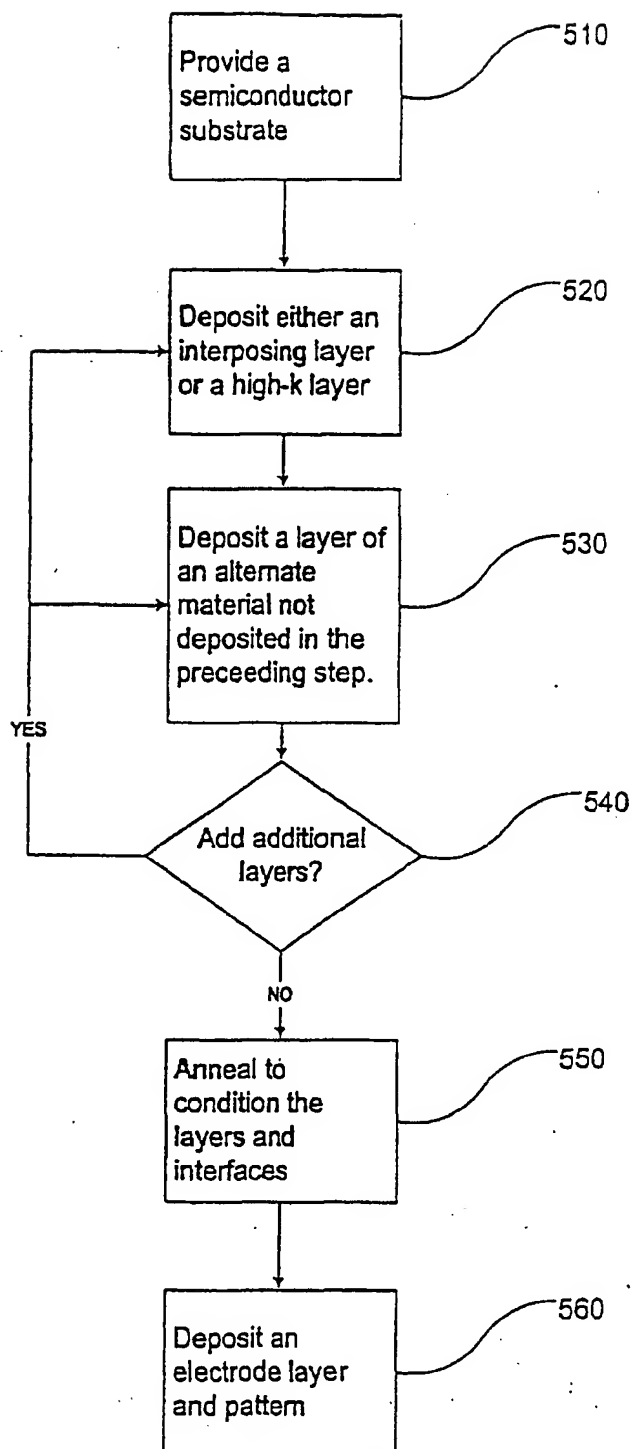 Provide a
semiconductor
substrate
510
Deposit either an
interposing layer
or a high-k layer
520
Deposit a layer of
an alternate
material not
deposited in the
preceeding step.
530
YES
Add additional
layers?
540
NO
Anneal to
condition the
layers and
interfaces
550
Deposit an
electrode layer
and pattern
560